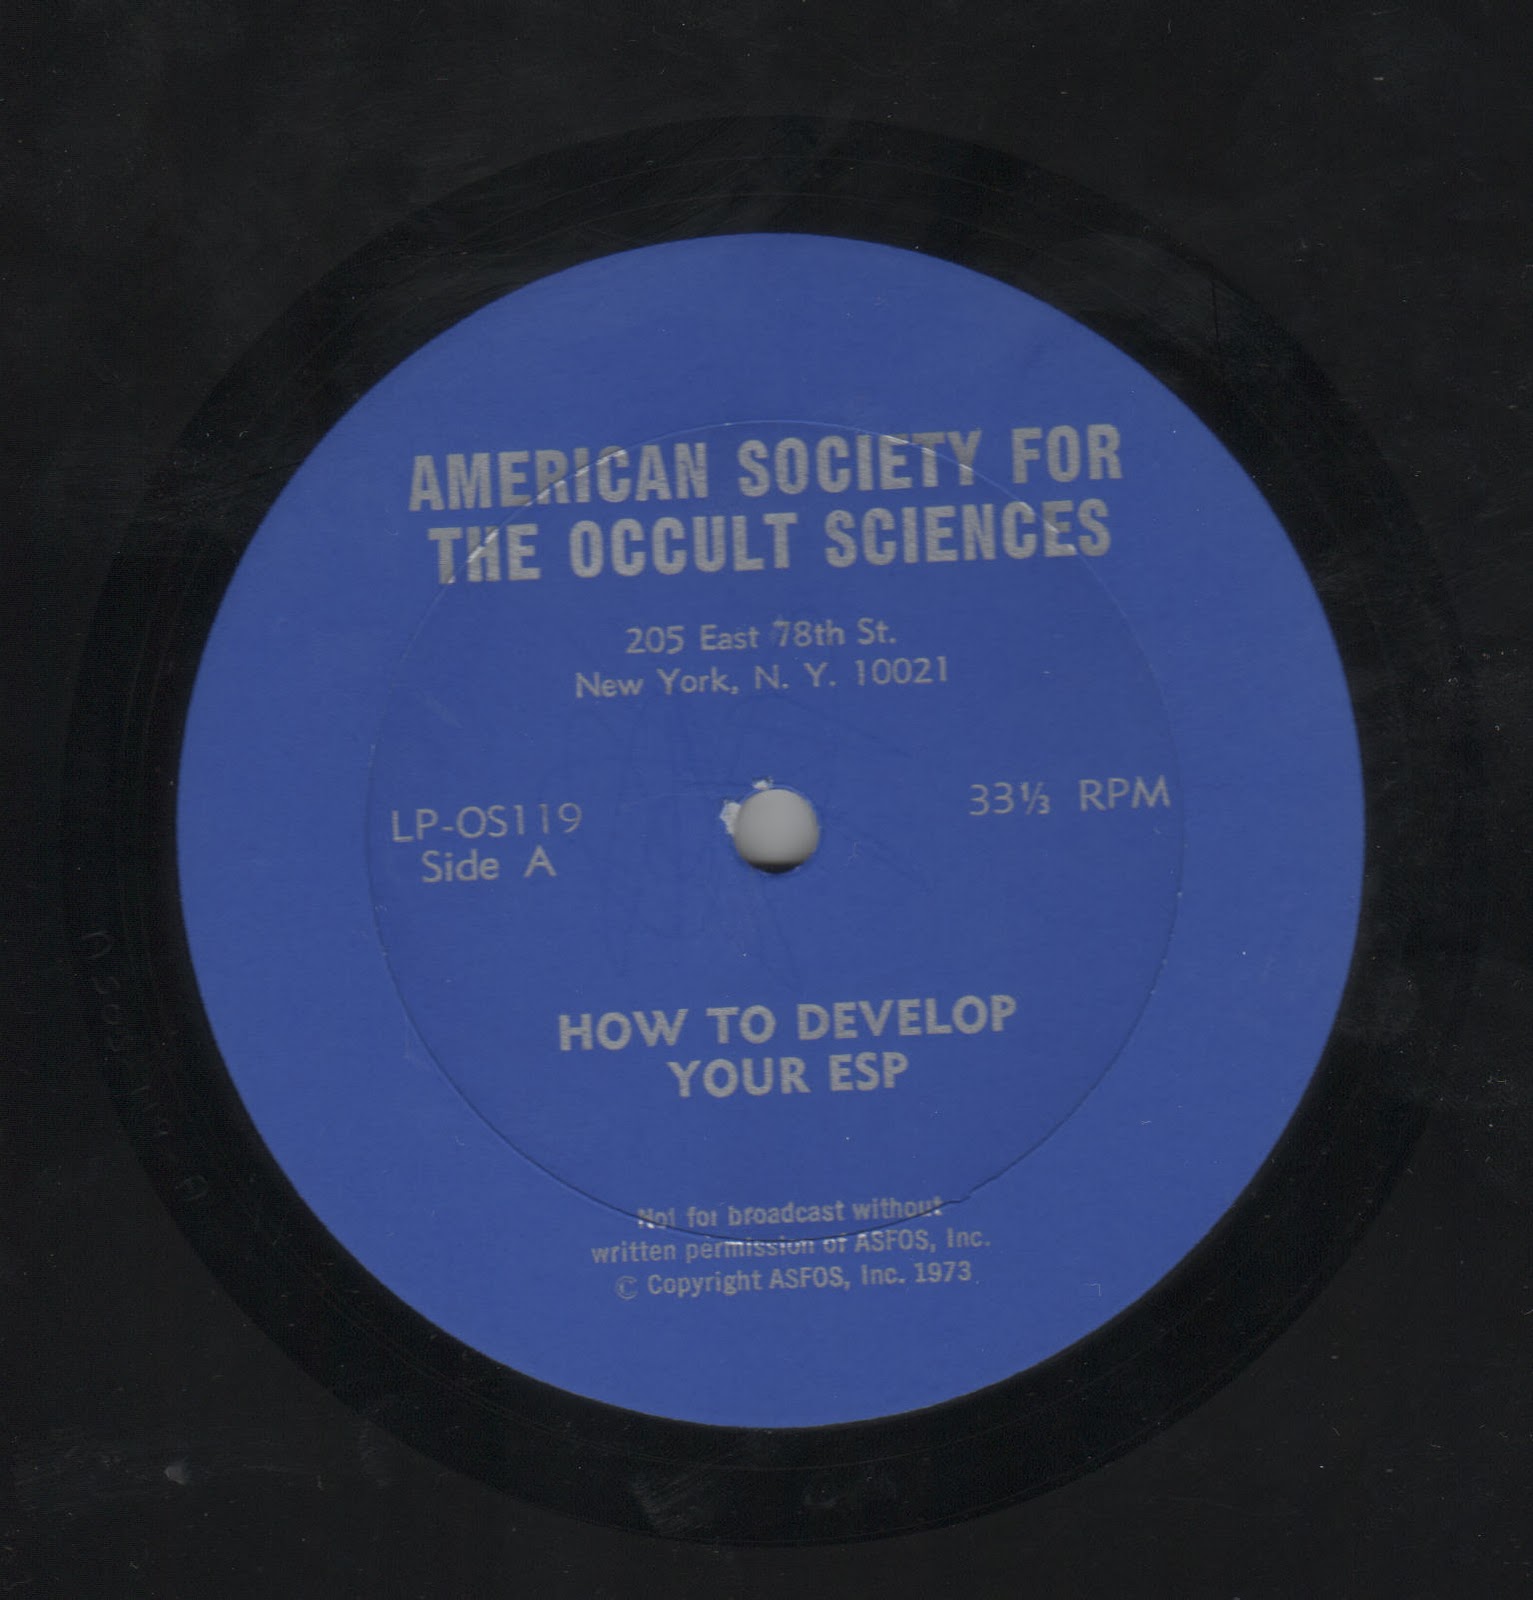 AMERICAN SOCIETY FOR
THE OCCULT SCIENCES
205 East 78th St.
New York, N. Y. 10021
LP-OS119
Side A
33⅓ RPM
HOW TO DEVELOP
YOUR ESP
Not for broadcast without
written permission of ASFOS, Inc.
© Copyright ASFOS, Inc. 1973